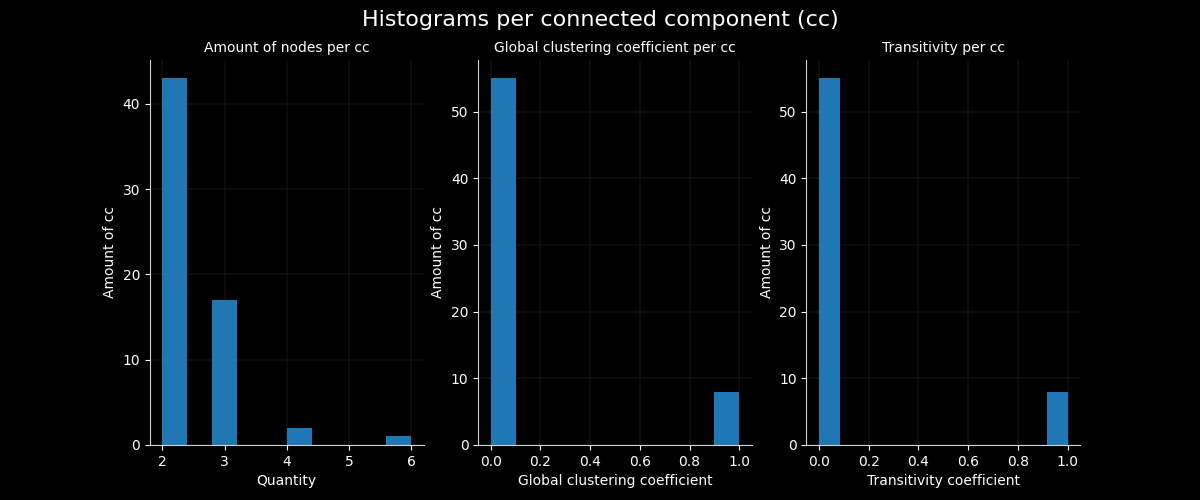 Histograms per connected component (cc)
Amount of nodes per cc
Amount of cc
40
30
20
10
0
2 3 4 5 6
Quantity
Global clustering coefficient per cc
Amount of cc
50
40
30
20
10
0
0.0 0.2 0.4 0.6 0.8 1.0
Global clustering coefficient
Transitivity per cc
Amount of cc
50
40
30
20
10
0
0.0 0.2 0.4 0.6 0.8 1.0
Transitivity coefficient